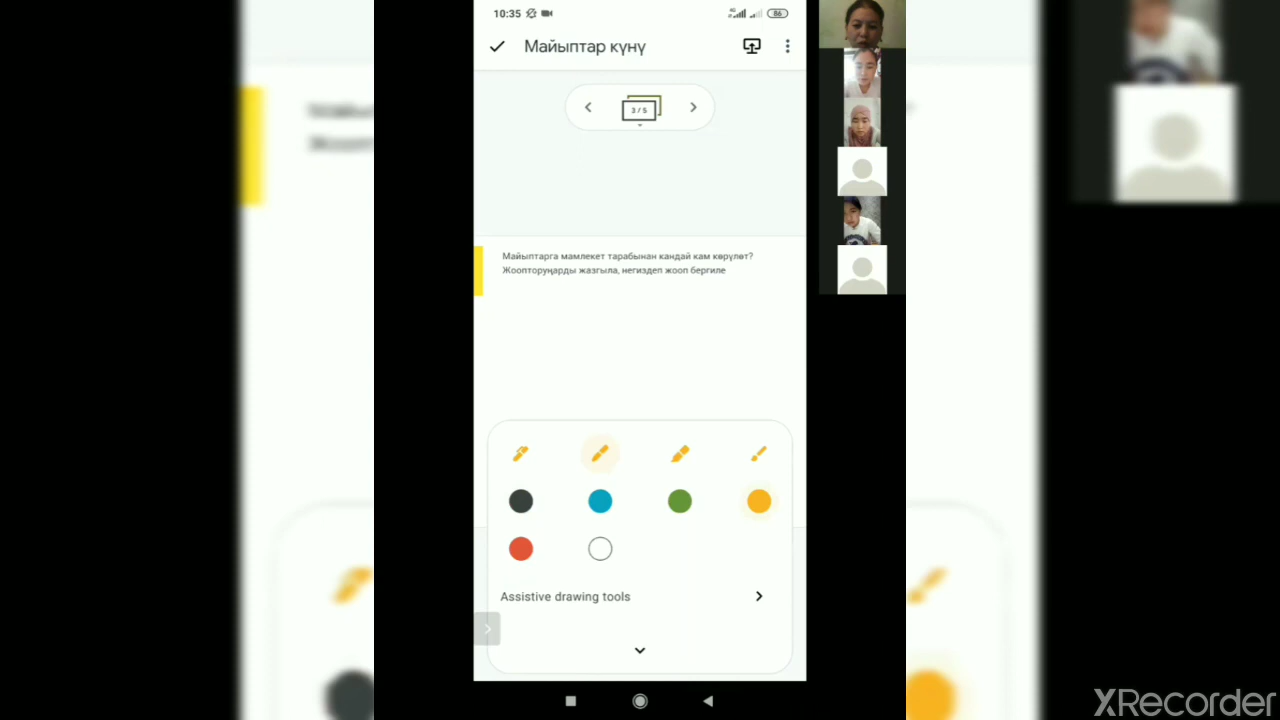 10:35
4G
86
Майыптар күнү
3 / 5
Майыптарга мамлекет тарабынан кандай кам көрүлөт?
Жоопторуңарды жазгыла, негиздеп жооп бергиле
Assistive drawing tools
XRecorder